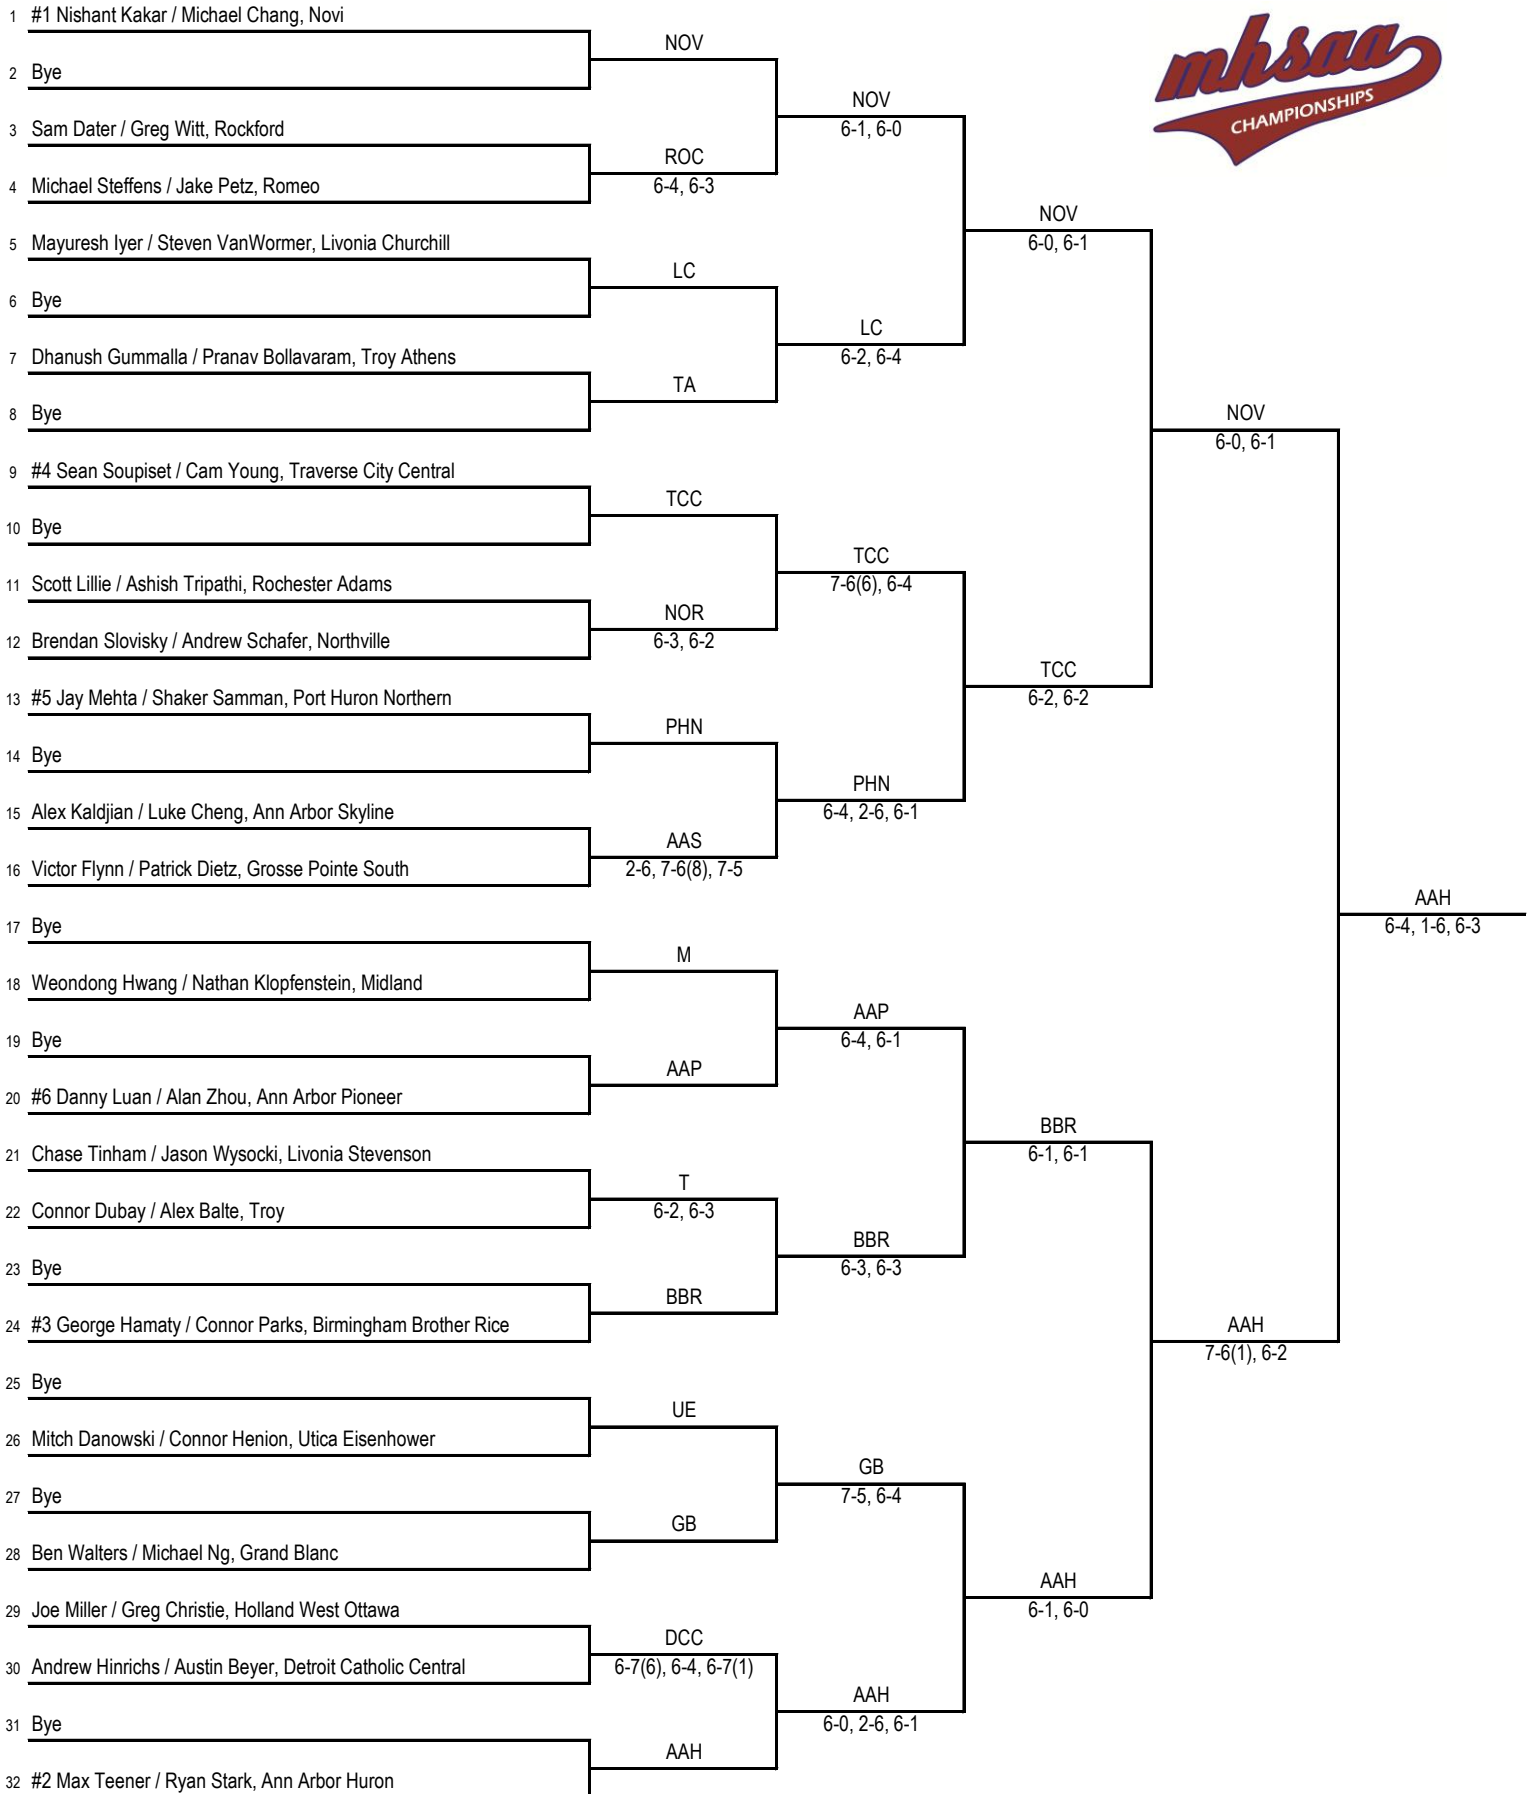 1 #1 Nishant Kakar / Michael Chang, Novi
2 Bye
3 Sam Dater / Greg Witt, Rockford
4 Michael Steffens / Jake Petz, Romeo
5 Mayuresh Iyer / Steven VanWormer, Livonia Churchill
6 Bye
7 Dhanush Gummalla / Pranav Bollavaram, Troy Athens
8 Bye
9 #4 Sean Soupiset / Cam Young, Traverse City Central
10 Bye
11 Scott Lillie / Ashish Tripathi, Rochester Adams
12 Brendan Slovisky / Andrew Schafer, Northville
13 #5 Jay Mehta / Shaker Samman, Port Huron Northern
14 Bye
15 Alex Kaldjian / Luke Cheng, Ann Arbor Skyline
16 Victor Flynn / Patrick Dietz, Grosse Pointe South
17 Bye
18 Weondong Hwang / Nathan Klopfenstein, Midland
19 Bye
20 #6 Danny Luan / Alan Zhou, Ann Arbor Pioneer
21 Chase Tinham / Jason Wysocki, Livonia Stevenson
22 Connor Dubay / Alex Balte, Troy
23 Bye
24 #3 George Hamaty / Connor Parks, Birmingham Brother Rice
25 Bye
26 Mitch Danowski / Connor Henion, Utica Eisenhower
27 Bye
28 Ben Walters / Michael Ng, Grand Blanc
29 Joe Miller / Greg Christie, Holland West Ottawa
30 Andrew Hinrichs / Austin Beyer, Detroit Catholic Central
31 Bye
32 #2 Max Teener / Ryan Stark, Ann Arbor Huron
NOV
ROC
6-4, 6-3
LC
TA
TCC
NOR
6-3, 6-2
PHN
AAS
2-6, 7-6(8), 7-5
M
AAP
T
6-2, 6-3
BBR
UE
GB
DCC
6-7(6), 6-4, 6-7(1)
AAH
NOV
6-1, 6-0
LC
6-2, 6-4
TCC
7-6(6), 6-4
PHN
6-4, 2-6, 6-1
AAP
6-4, 6-1
BBR
6-3, 6-3
GB
7-5, 6-4
AAH
6-0, 2-6, 6-1
NOV
6-0, 6-1
TCC
6-2, 6-2
BBR
6-1, 6-1
AAH
6-1, 6-0
NOV
6-0, 6-1
AAH
7-6(1), 6-2
AAH
6-4, 1-6, 6-3
mhsaa
CHAMPIONSHIPS